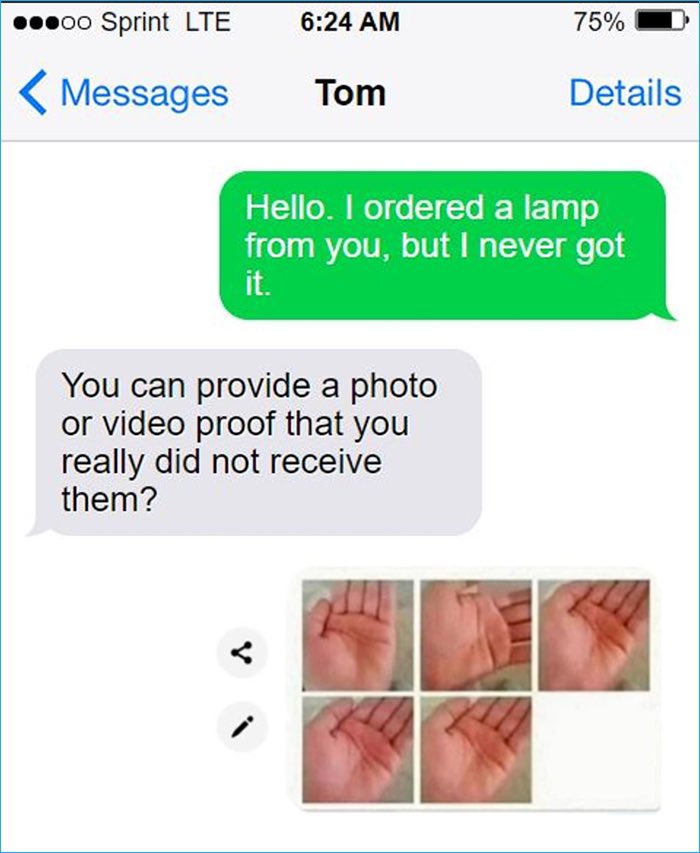 Sprint LTE 6:24 AM 75%
Messages Tom Details
Hello. I ordered a lamp
from you, but I never got
it.
You can provide a photo
or video proof that you
really did not receive
them?